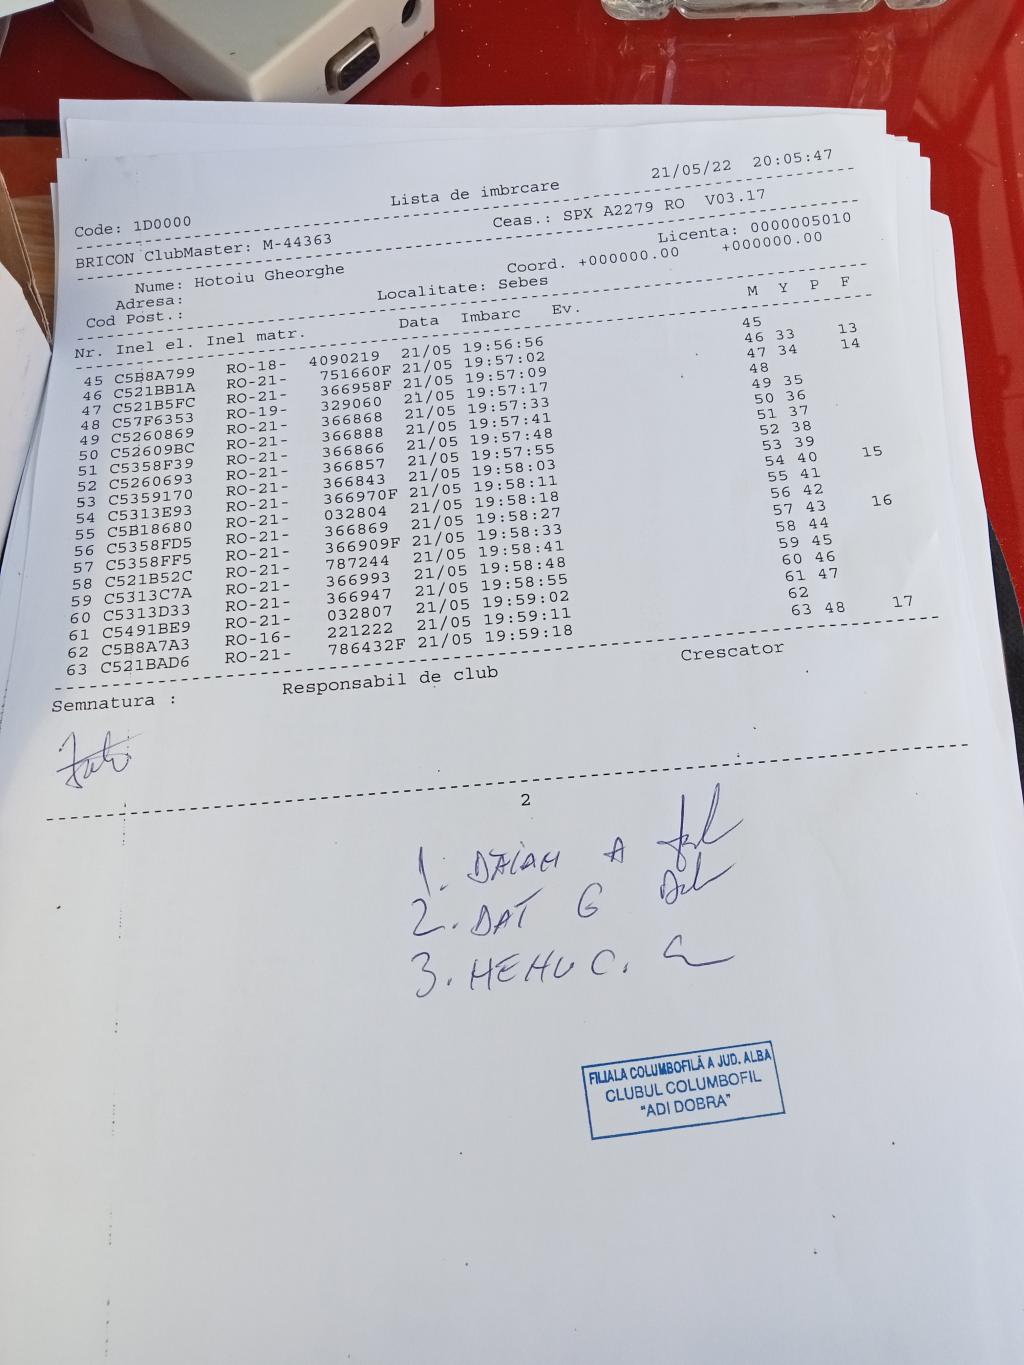 Lista de imbrcare 21/05/22 20:05:47
Code: 1D0000
BRICON ClubMaster: M-44363 Ceas.: SPX A2279 RO V03.17
Nume: Hotoiu Gheorghe Licenta: 0000005010
Adresa: Coord. +000000.00 +000000.00
Cod Post.: Localitate: Sebes
Nr. Inel el. Inel matr. Data Imbarc Ev. M Y P F
45 C5B8A799 RO-18- 4090219 21/05 19:56:56 45
46 C521BB1A RO-21- 751660F 21/05 19:57:02 46 33 13
47 C521B5FC RO-21- 366958F 21/05 19:57:09 47 34 14
48 C57F6353 RO-19- 329060 21/05 19:57:17 48
49 C5260869 RO-21- 366868 21/05 19:57:33 49 35
50 C52609BC RO-21- 366888 21/05 19:57:41 50 36
51 C5358F39 RO-21- 366866 21/05 19:57:48 51 37
52 C5260693 RO-21- 366857 21/05 19:57:55 52 38
53 C5359170 RO-21- 366843 21/05 19:58:03 53 39
54 C5313E93 RO-21- 366970F 21/05 19:58:11 54 40 15
55 C5B18680 RO-21- 032804 21/05 19:58:18 55 41
56 C5358FD5 RO-21- 366869 21/05 19:58:27 56 42
57 C5358FF5 RO-21- 366909F 21/05 19:58:33 57 43 16
58 C521B52C RO-21- 787244 21/05 19:58:41 58 44
59 C5313C7A RO-21- 366993 21/05 19:58:48 59 45
60 C5313D33 RO-21- 366947 21/05 19:58:55 60 46
61 C5491BE9 RO-21- 032807 21/05 19:59:02 61 47
62 C5B8A7A3 RO-16- 221222 21/05 19:59:11 62
63 C521BAD6 RO-21- 786432F 21/05 19:59:18 63 48 17
Semnatura : Responsabil de club Crescator
2
1. DAIAH A
2. DAT G
3. HEHU C.
FILIALA COLUMBOFILĂ A JUD. ALBA
CLUBUL COLUMBOFIL
"ADI DOBRA"